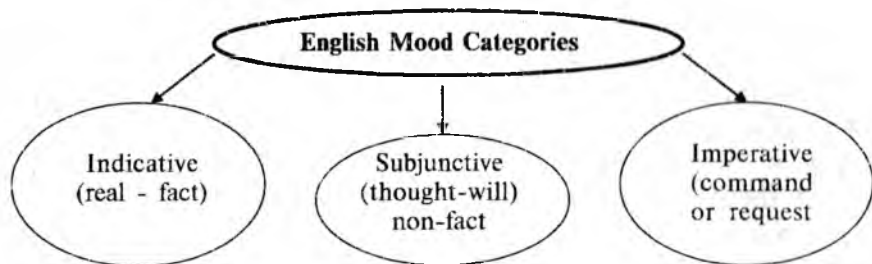 English Mood Categories
Indicative
(real - fact)
Subjunctive
(thought-will)
non-fact
Imperative
(command
or request